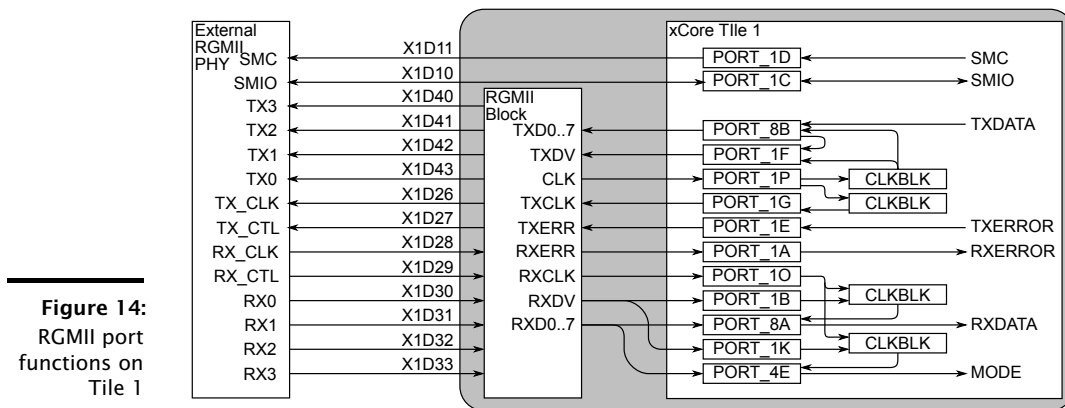 External
RGMII
PHY
SMC
SMIO
TX3
TX2
TX1
TX0
TX_CLK
TX_CTL
RX_CLK
RX_CTL
RX0
RX1
RX2
RX3
X1D11
X1D10
X1D40
X1D41
X1D42
X1D43
X1D26
X1D27
X1D28
X1D29
X1D30
X1D31
X1D32
X1D33
RGMII
Block
TXD0..7
TXDV
CLK
TXCLK
TXERR
RXERR
RXCLK
RXDV
RXD0..7
xCore TIle 1
PORT_1D
PORT_1C
PORT_8B
PORT_1F
PORT_1P
PORT_1G
PORT_1E
PORT_1A
PORT_1O
PORT_1B
PORT_8A
PORT_1K
PORT_4E
CLKBLK
CLKBLK
CLKBLK
CLKBLK
SMC
SMIO
TXDATA
TXERROR
RXERROR
RXDATA
MODE
Figure 14:
RGMII port
functions on
Tile 1